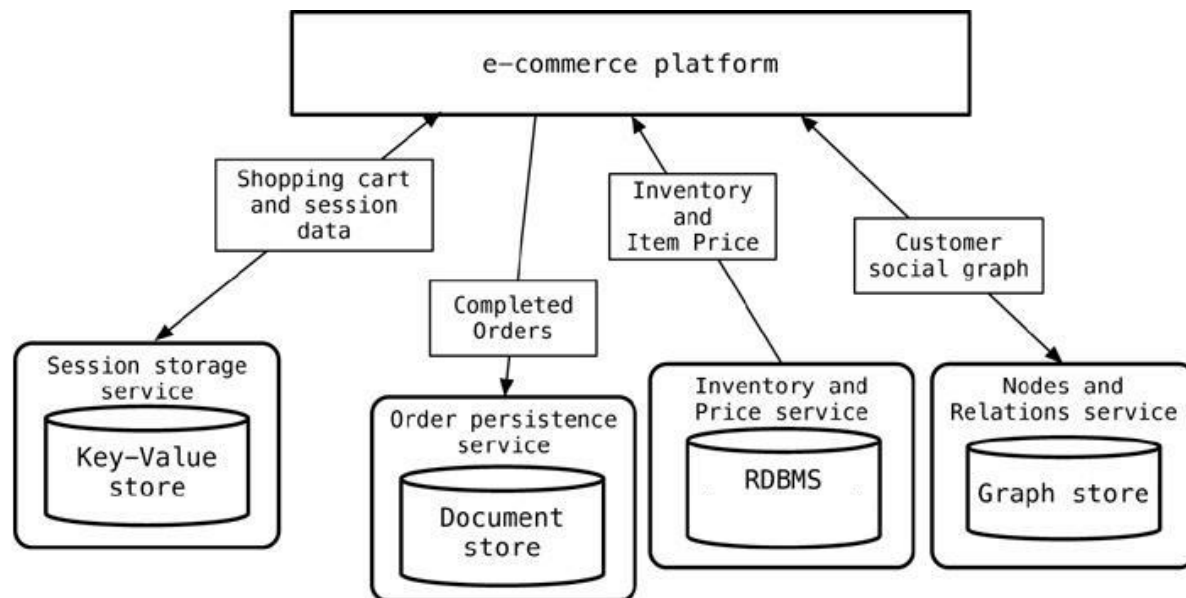 e-commerce platform
Shopping cart
and session
data
Inventory
and
Item Price
Customer
social graph
Completed
Orders
Session storage
service
Key-Value
store
Order persistence
service
Document
store
Inventory and
Price service
RDBMS
Nodes and
Relations service
Graph store